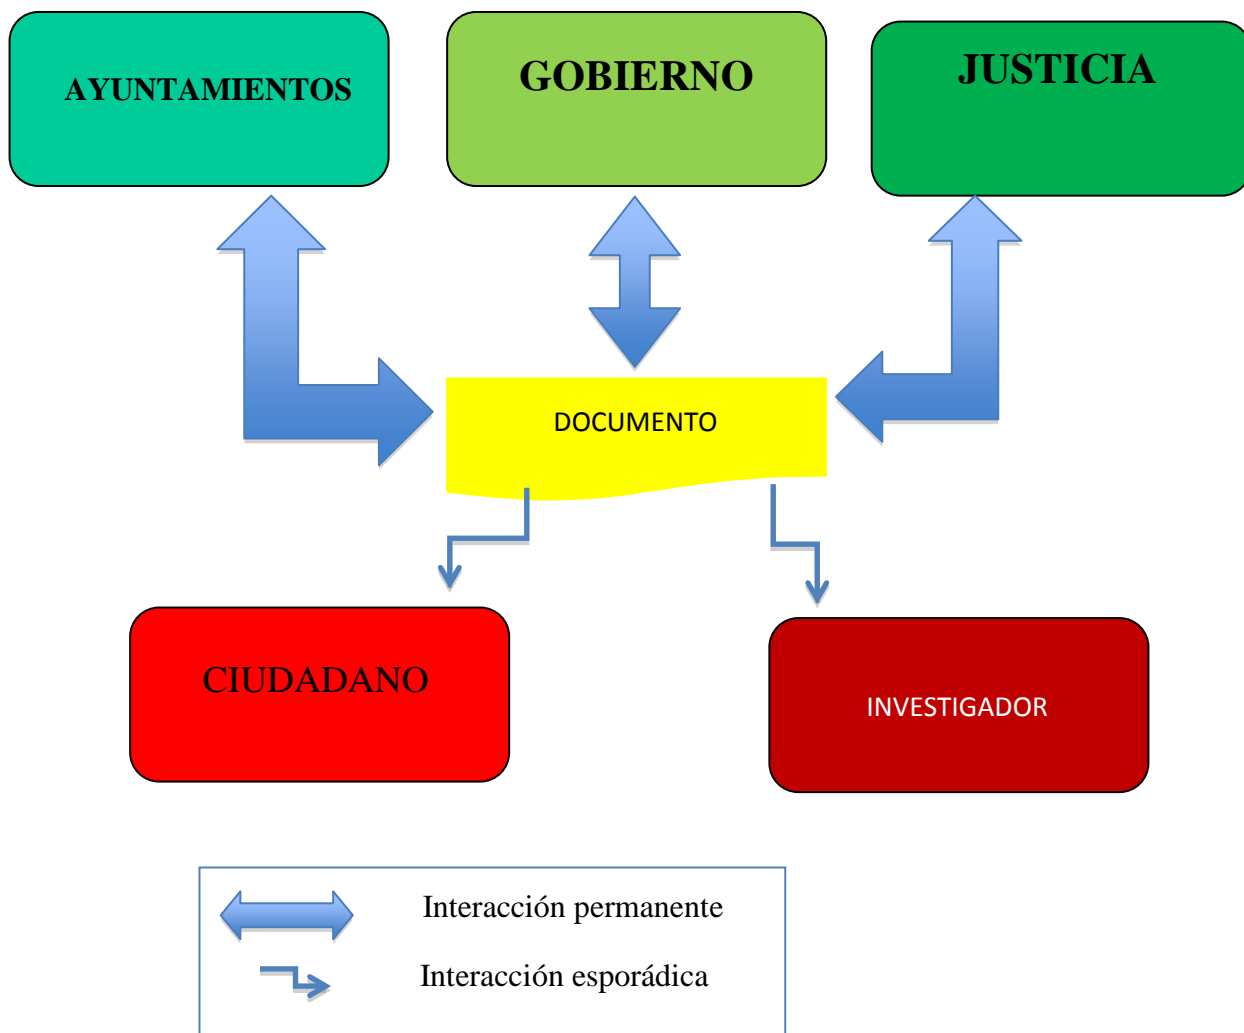 AYUNTAMIENTOS
GOBIERNO
JUSTICIA
DOCUMENTO
CIUDADANO
INVESTIGADOR
Interacción permanente
Interacción esporádica